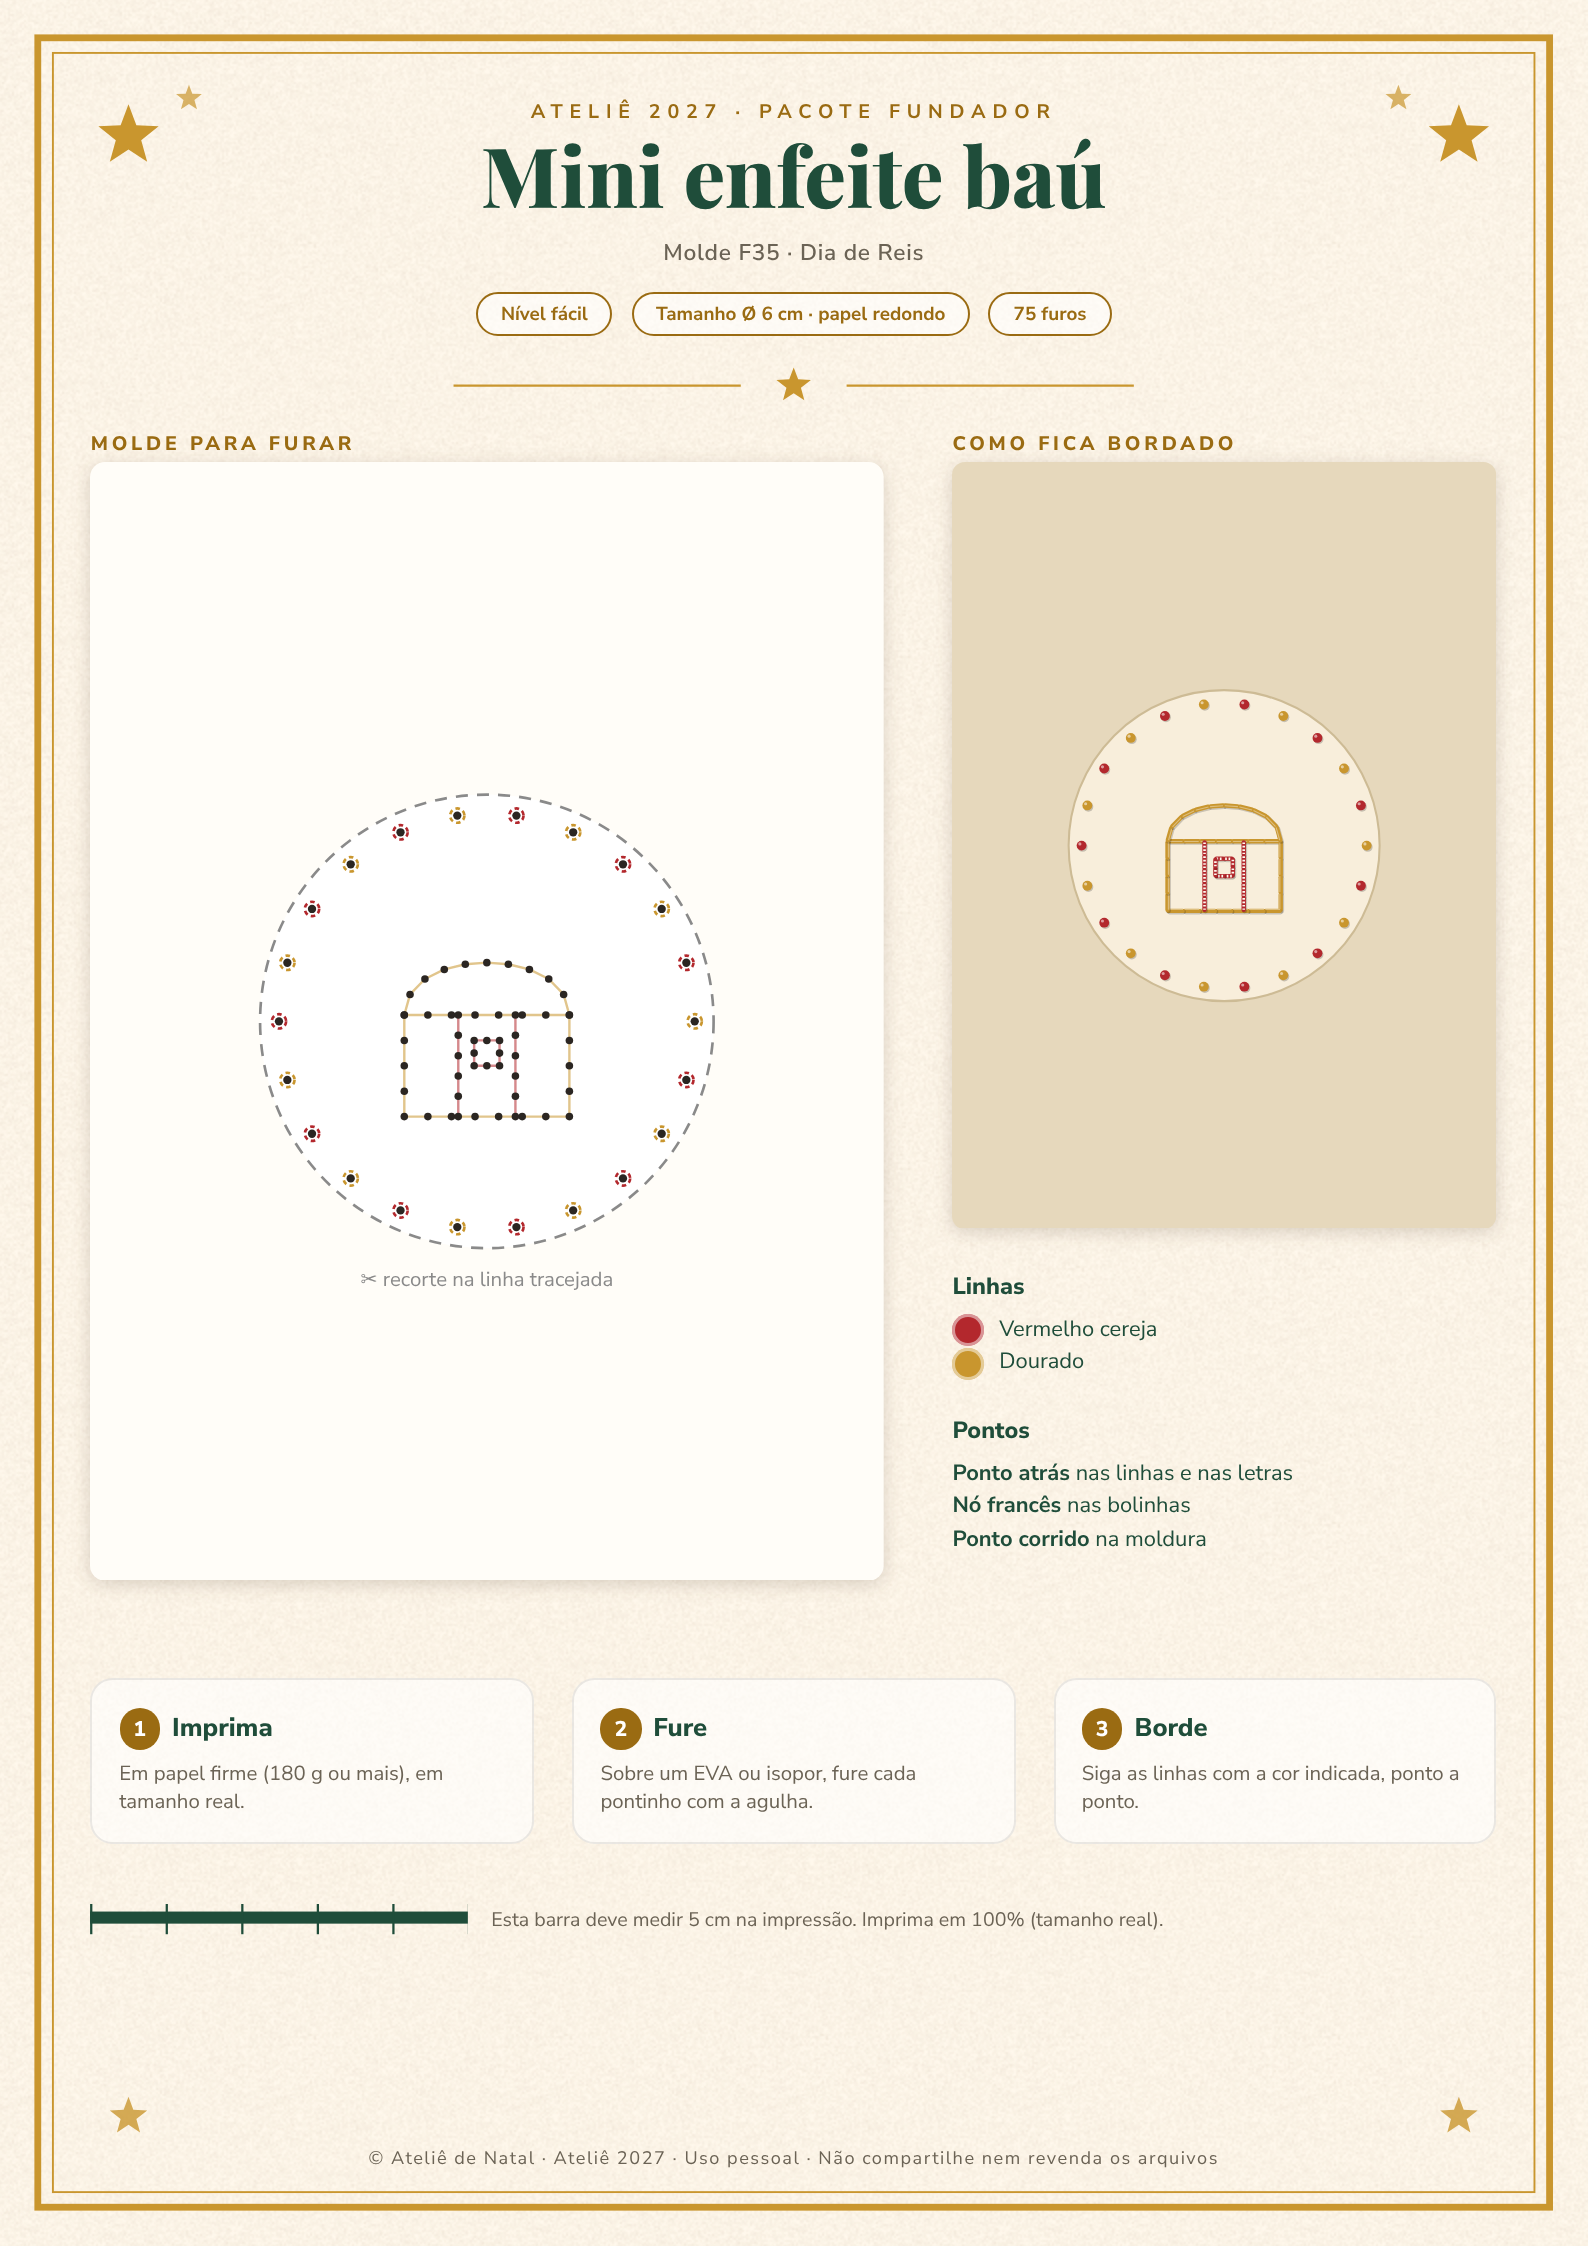 ATELIÊ 2027 · PACOTE FUNDADOR
Mini enfeite baú
Molde F35 · Dia de Reis
Nível fácil
Tamanho Ø 6 cm · papel redondo
75 furos
MOLDE PARA FURAR
✂ recorte na linha tracejada
COMO FICA BORDADO
Linhas
Vermelho cereja
Dourado
Pontos
Ponto atrás nas linhas e nas letras
Nó francês nas bolinhas
Ponto corrido na moldura
1 Imprima
Em papel firme (180 g ou mais), em
tamanho real.
2 Fure
Sobre um EVA ou isopor, fure cada
pontinho com a agulha.
3 Borde
Siga as linhas com a cor indicada, ponto a
ponto.
Esta barra deve medir 5 cm na impressão. Imprima em 100% (tamanho real).
© Ateliê de Natal · Ateliê 2027 · Uso pessoal · Não compartilhe nem revenda os arquivos